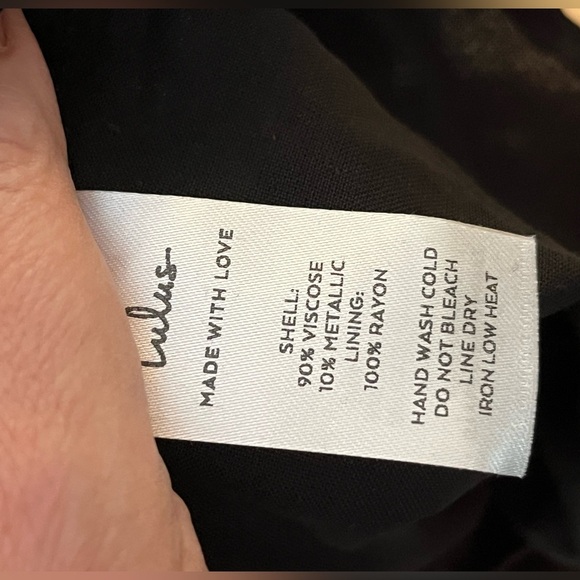 Lulus
MADE WITH LOVE
SHELL:
90% VISCOSE
10% METALLIC
LINING:
100% RAYON
HAND WASH COLD
DO NOT BLEACH
LINE DRY
IRON LOW HEAT